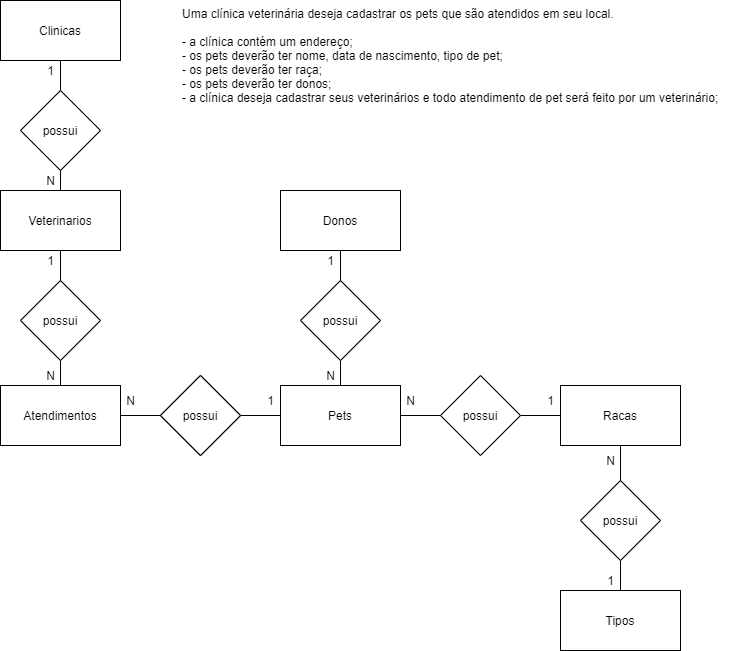 Clinicas
Uma clínica veterinária deseja cadastrar os pets que são atendidos em seu local.
- a clínica contém um endereço;
- os pets deverão ter nome, data de nascimento, tipo de pet;
- os pets deverão ter raça;
- os pets deverão ter donos;
- a clínica deseja cadastrar seus veterinários e todo atendimento de pet será feito por um veterinário;
1
possui
N
Veterinarios
Donos
1
1
possui
possui
N
N
Atendimentos
N
possui
1
Pets
N
possui
1
Racas
N
possui
1
Tipos